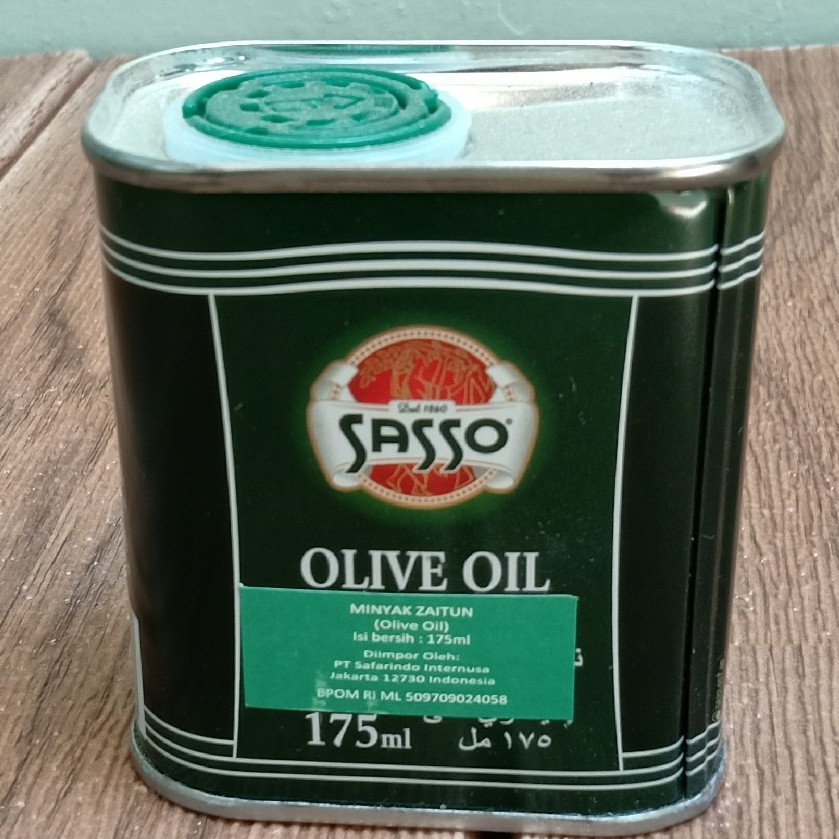 Dal 1860
SASSO
OLIVE OIL
MINYAK ZAITUN
(Olive Oil)
Isi bersih : 175ml
Diimpor Oleh:
PT Safarindo Internusa
Jakarta 12730 Indonesia
BPOM RI ML 509709024058
175ml ١٧٥ مل